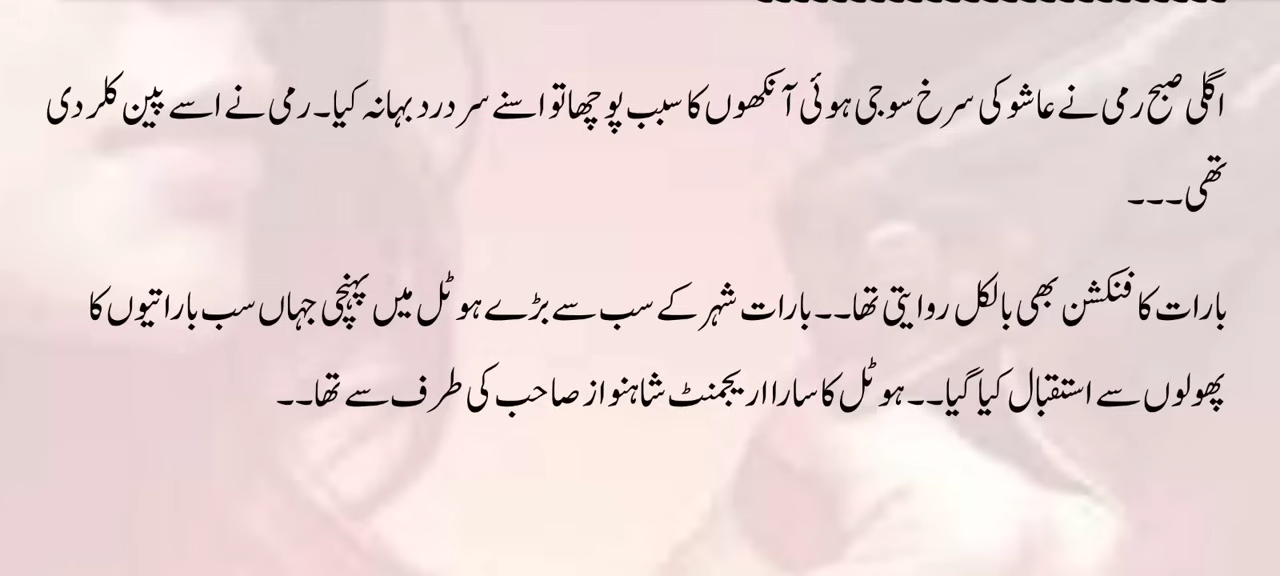 اگلی صبح رمی نے عاشو کی سرخ سوجی ہوئی آنکھوں کا سبب پوچھا تو اسنے سر درد بہانہ کیا۔ رمی نے اسے پین کلر دی
تھی۔۔۔
بارات کا فنکشن بھی بالکل روایتی تھا۔۔ بارات شہر کے سب سے بڑے ہوٹل میں پہنچی جہاں سب باراتیوں کا
پھولوں سے استقبال کیا گیا۔۔ ہوٹل کا سارا اریجمنٹ شاہنواز صاحب کی طرف سے تھا۔۔